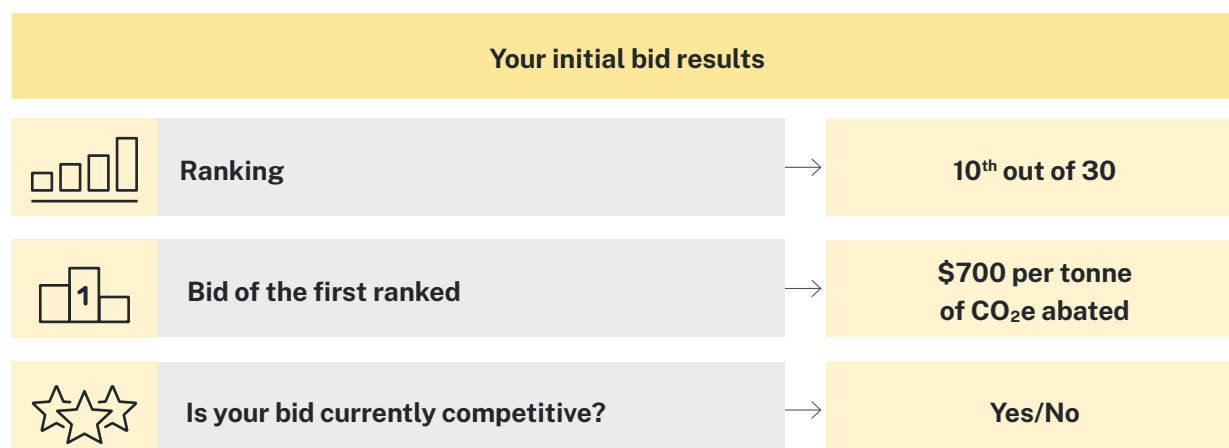 Your initial bid results
Ranking
10th out of 30
1
Bid of the first ranked
$700 per tonne
of CO₂e abated
Is your bid currently competitive?
Yes/No